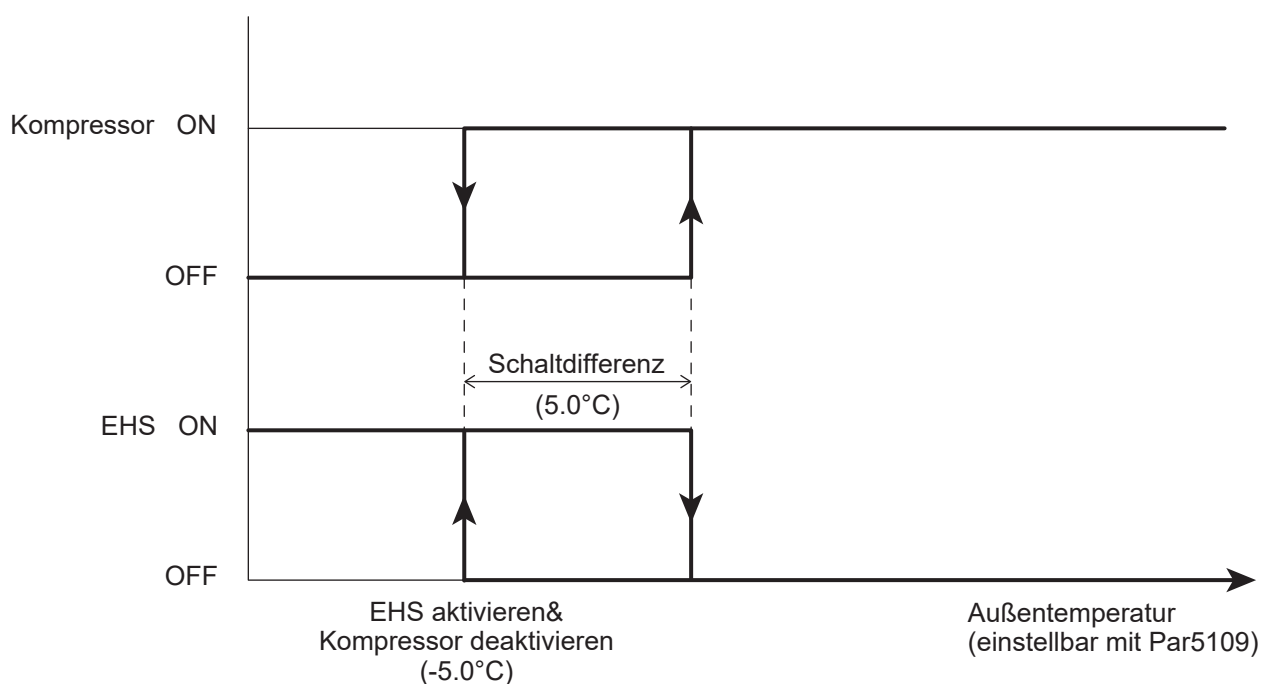 Kompressor ON
OFF
Schaltdifferenz
(5.0°C)
EHS ON
OFF
EHS aktivieren&
Kompressor deaktivieren
(-5.0°C)
Außentemperatur
(einstellbar mit Par5109)